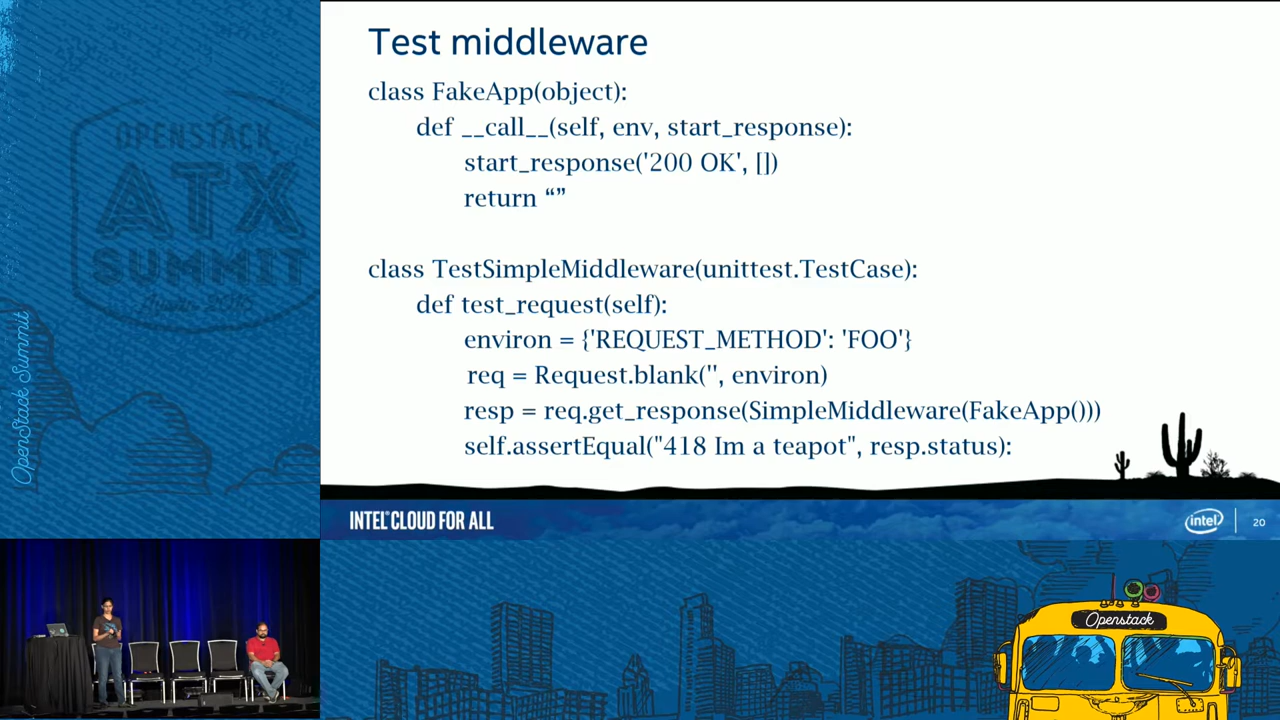 Test middleware
class FakeApp(object):
def __call__(self, env, start_response):
start_response('200 OK', [])
return “”
class TestSimpleMiddleware(unittest.TestCase):
def test_request(self):
environ = {'REQUEST_METHOD': 'FOO'}
req = Request.blank('', environ)
resp = req.get_response(SimpleMiddleware(FakeApp()))
self.assertEqual("418 Im a teapot", resp.status):
INTEL® CLOUD FOR ALL
intel
20
OPENSTACK
ATX
SUMMIT
Austin 2016
OpenStack Summit
Openstack